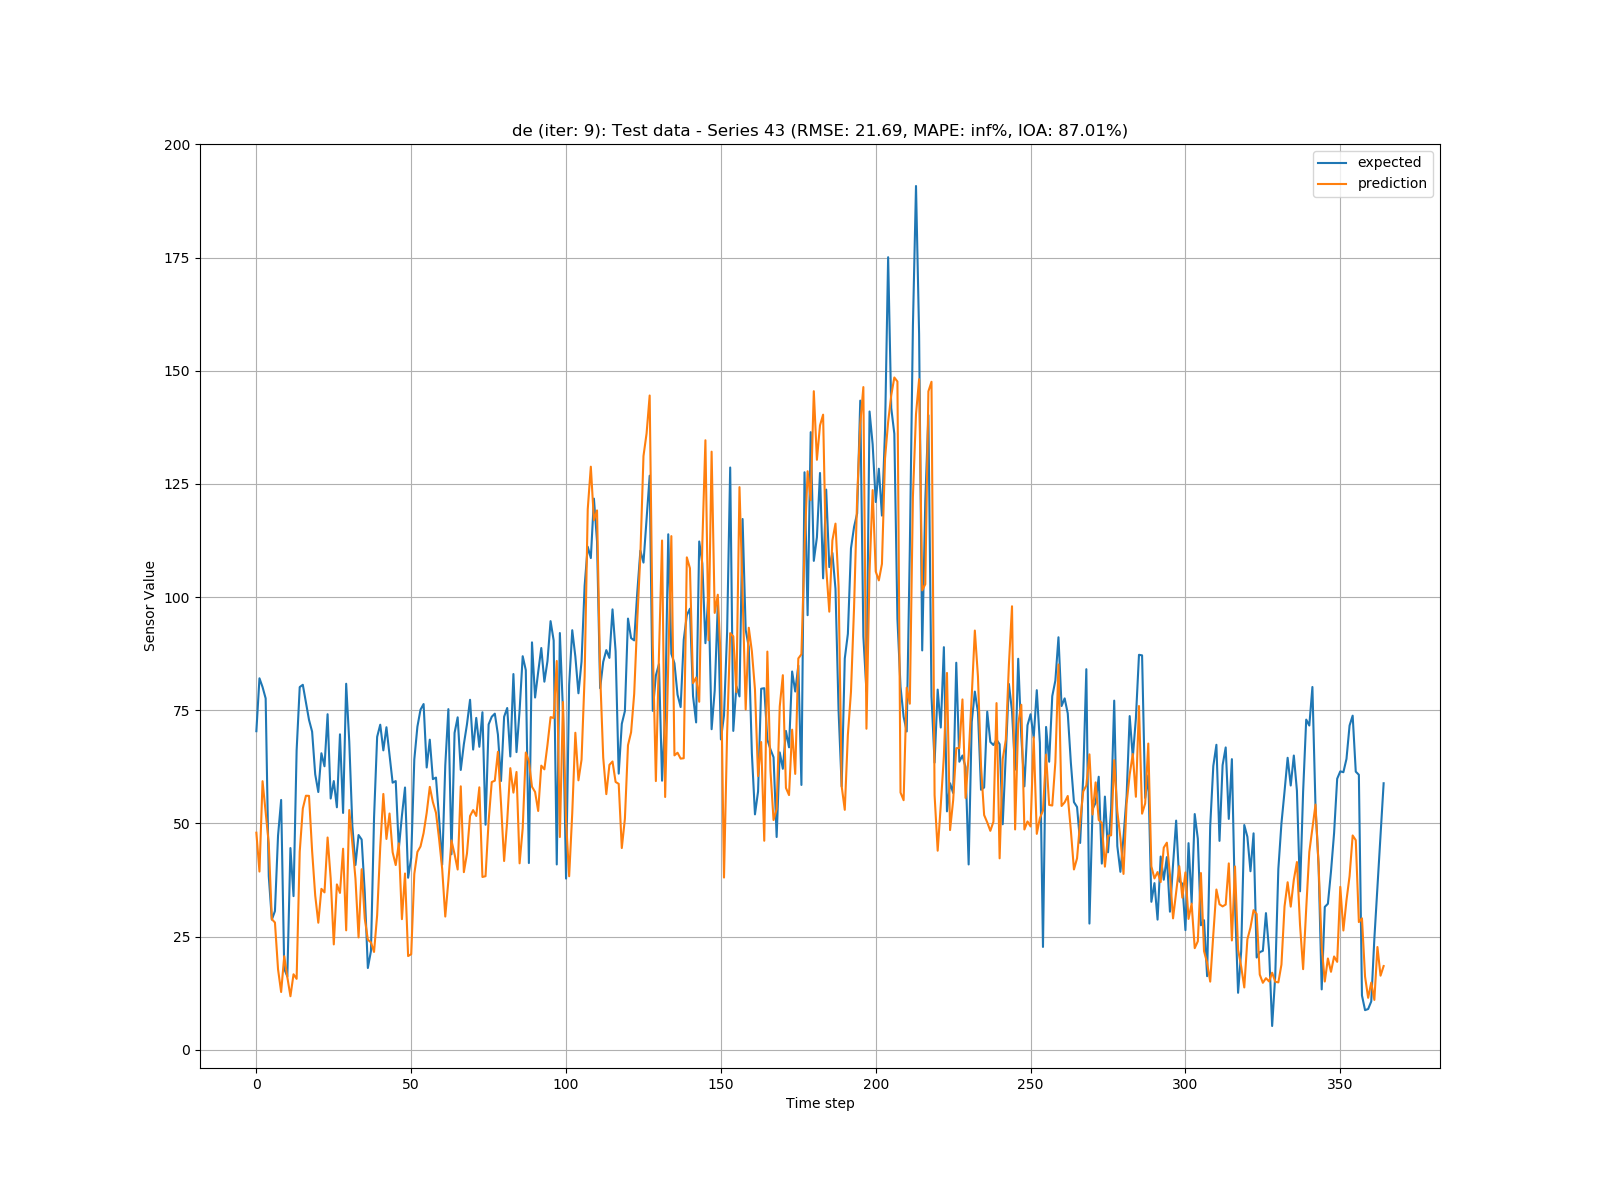 de (iter: 9): Test data - Series 43 (RMSE: 21.69, MAPE: inf%, IOA: 87.01%)
expected
prediction
200
175
150
125
100
75
50
25
0
Sensor Value
0 50 100 150 200 250 300 350
Time step